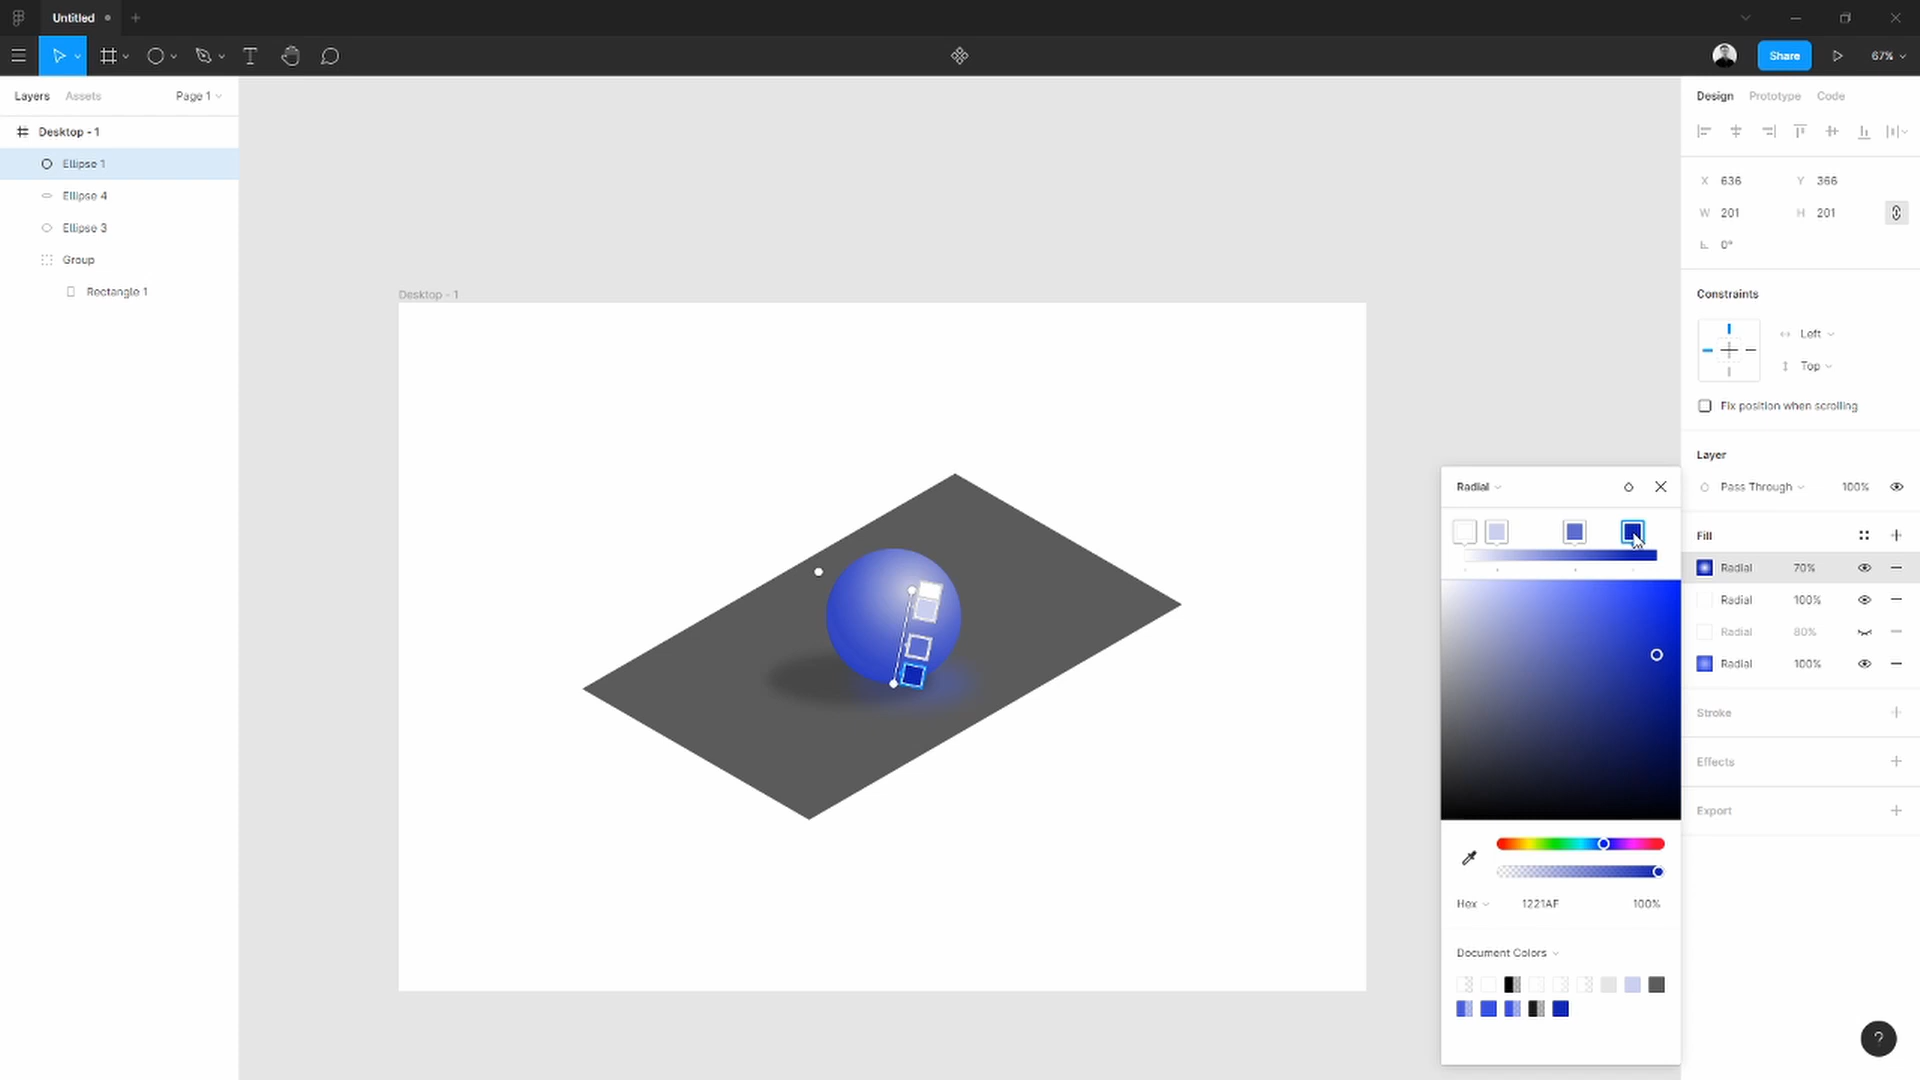 Untitled
Share
67%
Layers
Assets
Page 1
Design
Prototype
Code
Desktop - 1
Ellipse 1
Ellipse 4
Ellipse 3
Group
Rectangle 1
X 636
Y 366
W 201
H 201
0°
Constraints
Left
Top
Fix position when scrolling
Desktop - 1
Layer
Pass Through
100%
Fill
Radial 70%
Radial 100%
Radial 80%
Radial 100%
Stroke
Effects
Export
Radial
Hex
1221AF
100%
Document Colors
?